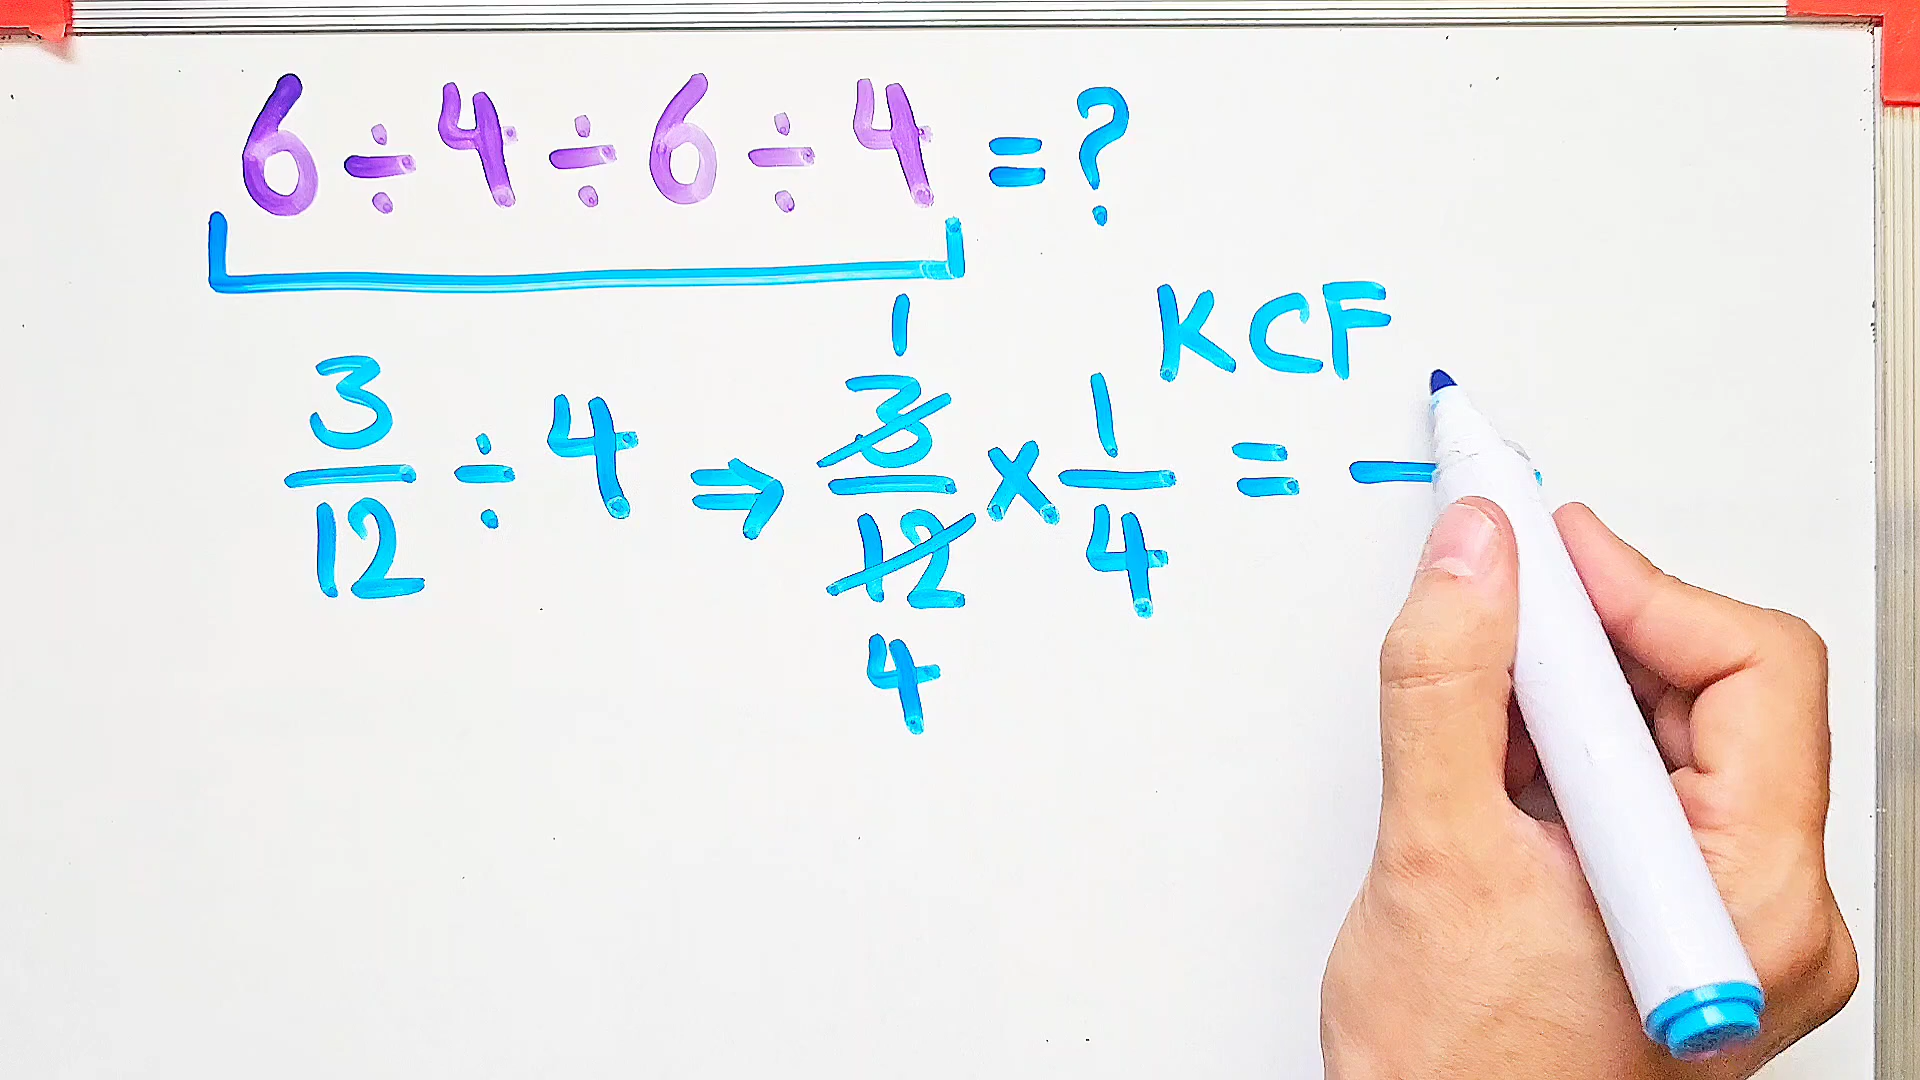 6 ÷ 4 ÷ 6 ÷ 4 = ?
KCF
3/12 ÷ 4 ⇒ 3/12 × 1/4 =
1
4